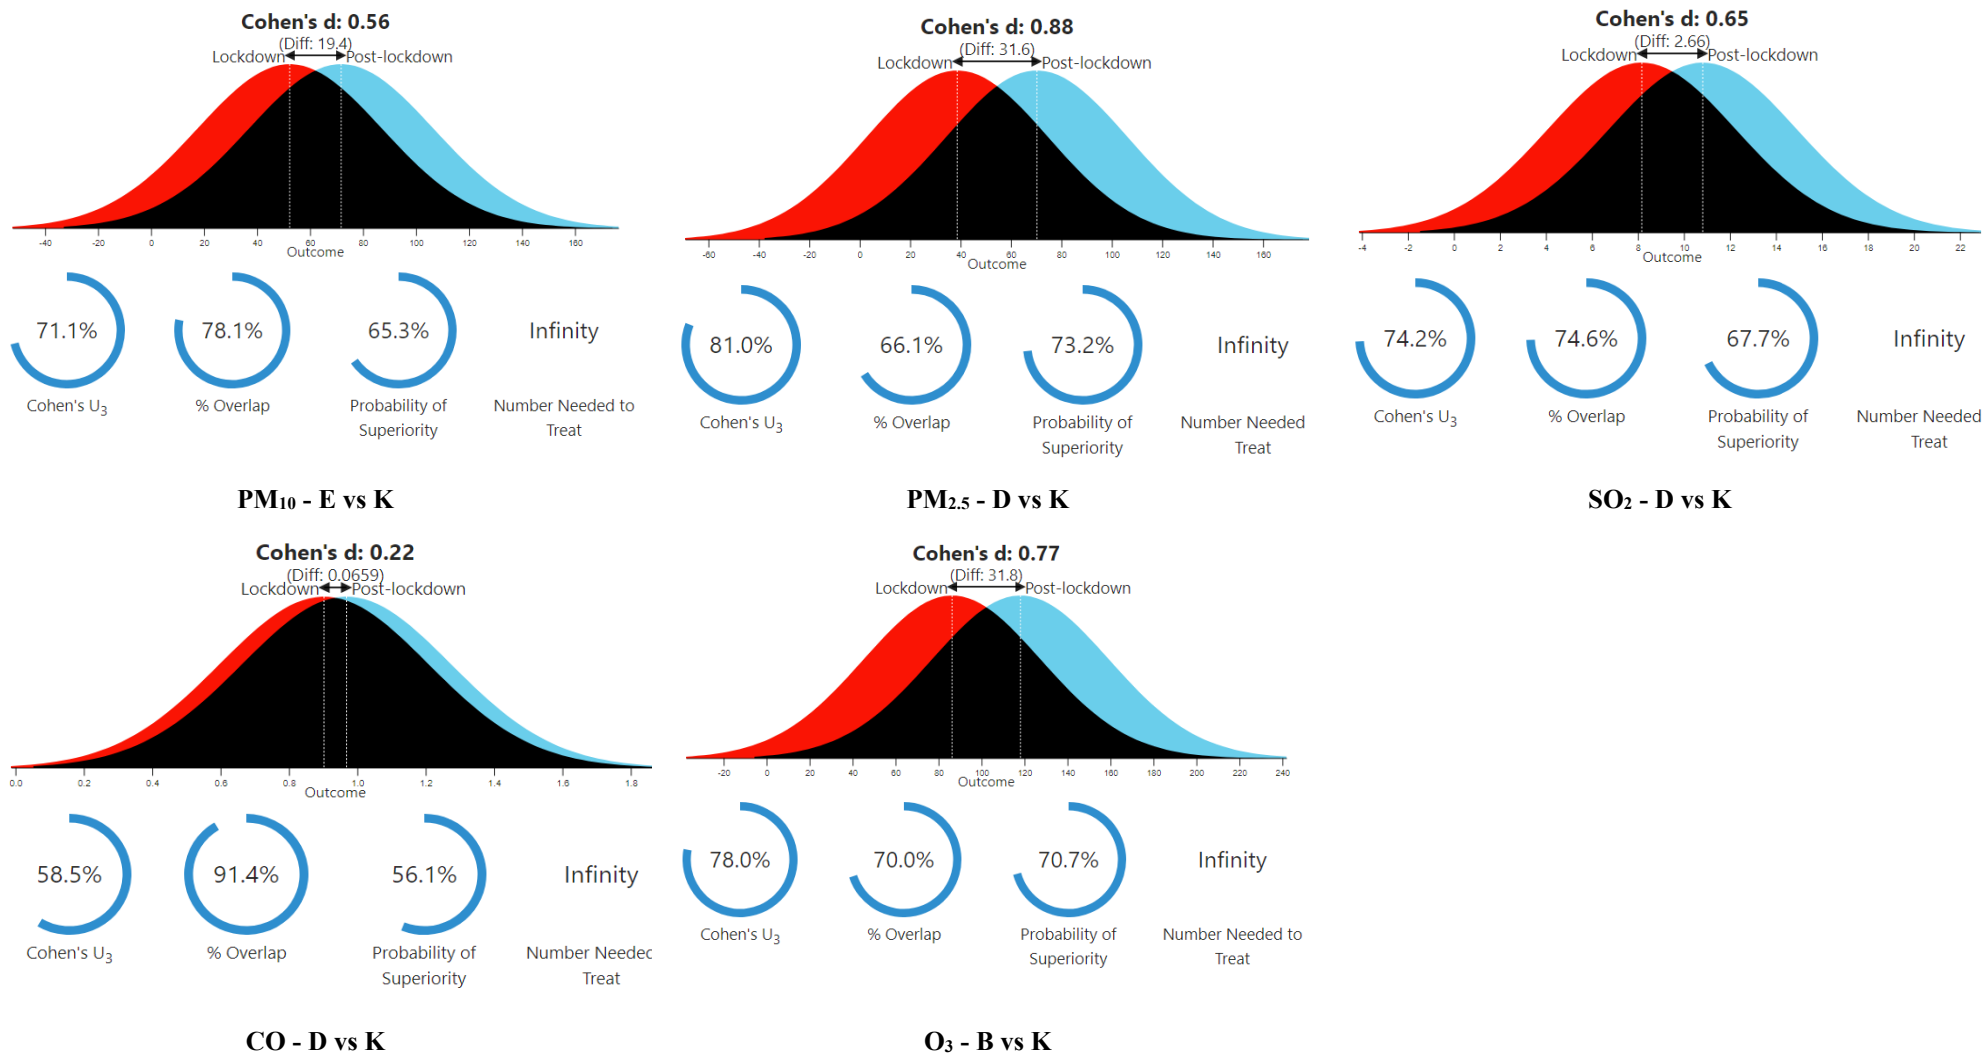 Cohen's d: 0.56
(Diff: 19.4)
Lockdown Post-lockdown
-40 -20 0 20 40 60 80 100 120 140 160
Outcome
71.1% 78.1% 65.3% Infinity
Cohen's U3 % Overlap Probability of Superiority Number Needed to Treat
PM10 - E vs K
Cohen's d: 0.88
(Diff: 31.6)
Lockdown Post-lockdown
-60 -40 -20 0 20 40 60 80 100 120 140 160
Outcome
81.0% 66.1% 73.2% Infinity
Cohen's U3 % Overlap Probability of Superiority Number Needed Treat
PM2.5 - D vs K
Cohen's d: 0.65
(Diff: 2.66)
Lockdown Post-lockdown
-4 -2 0 2 4 6 8 10 12 14 16 18 20 22
Outcome
74.2% 74.6% 67.7% Infinity
Cohen's U3 % Overlap Probability of Superiority Number Needed Treat
SO2 - D vs K
Cohen's d: 0.22
(Diff: 0.0659)
Lockdown Post-lockdown
0.0 0.2 0.4 0.6 0.8 1.0 1.2 1.4 1.6 1.8
Outcome
58.5% 91.4% 56.1% Infinity
Cohen's U3 % Overlap Probability of Superiority Number Needed Treat
CO - D vs K
Cohen's d: 0.77
(Diff: 31.8)
Lockdown Post-lockdown
-20 0 20 40 60 80 100 120 140 160 180 200 220 240
Outcome
78.0% 70.0% 70.7% Infinity
Cohen's U3 % Overlap Probability of Superiority Number Needed to Treat
O3 - B vs K